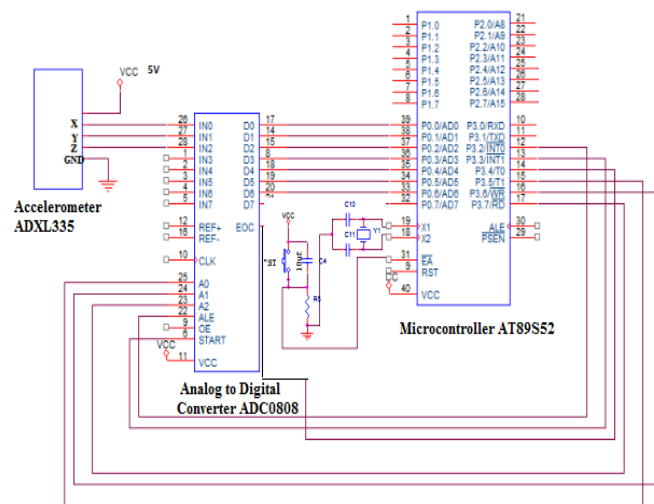 VCC 5V
X
Y
Z
GND
Accelerometer
ADXL335
26 IN0 D0 17
27 IN1 D1 14
28 IN2 D2 15
1 IN3 D3 8
2 IN4 D4 18
3 IN5 D5 19
4 IN6 D6 20
5 IN7 D7
12 REF+ EOC
16 REF-
10 CLK
25 A0
24 A1
23 A2
22 ALE
9 OE
6 START
VCC
11 VCC
Analog to Digital
Converter ADC0808
VCC
C4
10uF
R5
C10
C11
Y1
1 P1.0 P2.0/A8 21
2 P1.1 P2.1/A9 22
3 P1.2 P2.2/A10 23
4 P1.3 P2.3/A11 24
5 P1.4 P2.4/A12 25
6 P1.5 P2.5/A13 26
7 P1.6 P2.6/A14 27
8 P1.7 P2.7/A15 28
39 P0.0/AD0 P3.0/RXD 10
38 P0.1/AD1 P3.1/TXD 11
37 P0.2/AD2 P3.2/INT0 12
36 P0.3/AD3 P3.3/INT1 13
35 P0.4/AD4 P3.4/T0 14
34 P0.5/AD5 P3.5/T1 15
33 P0.6/AD6 P3.6/WR 16
32 P0.7/AD7 P3.7/RD 17
19 X1 ALE 30
18 X2 PSEN 29
31 EA
9 RST
40 VCC
Microcontroller AT89S52